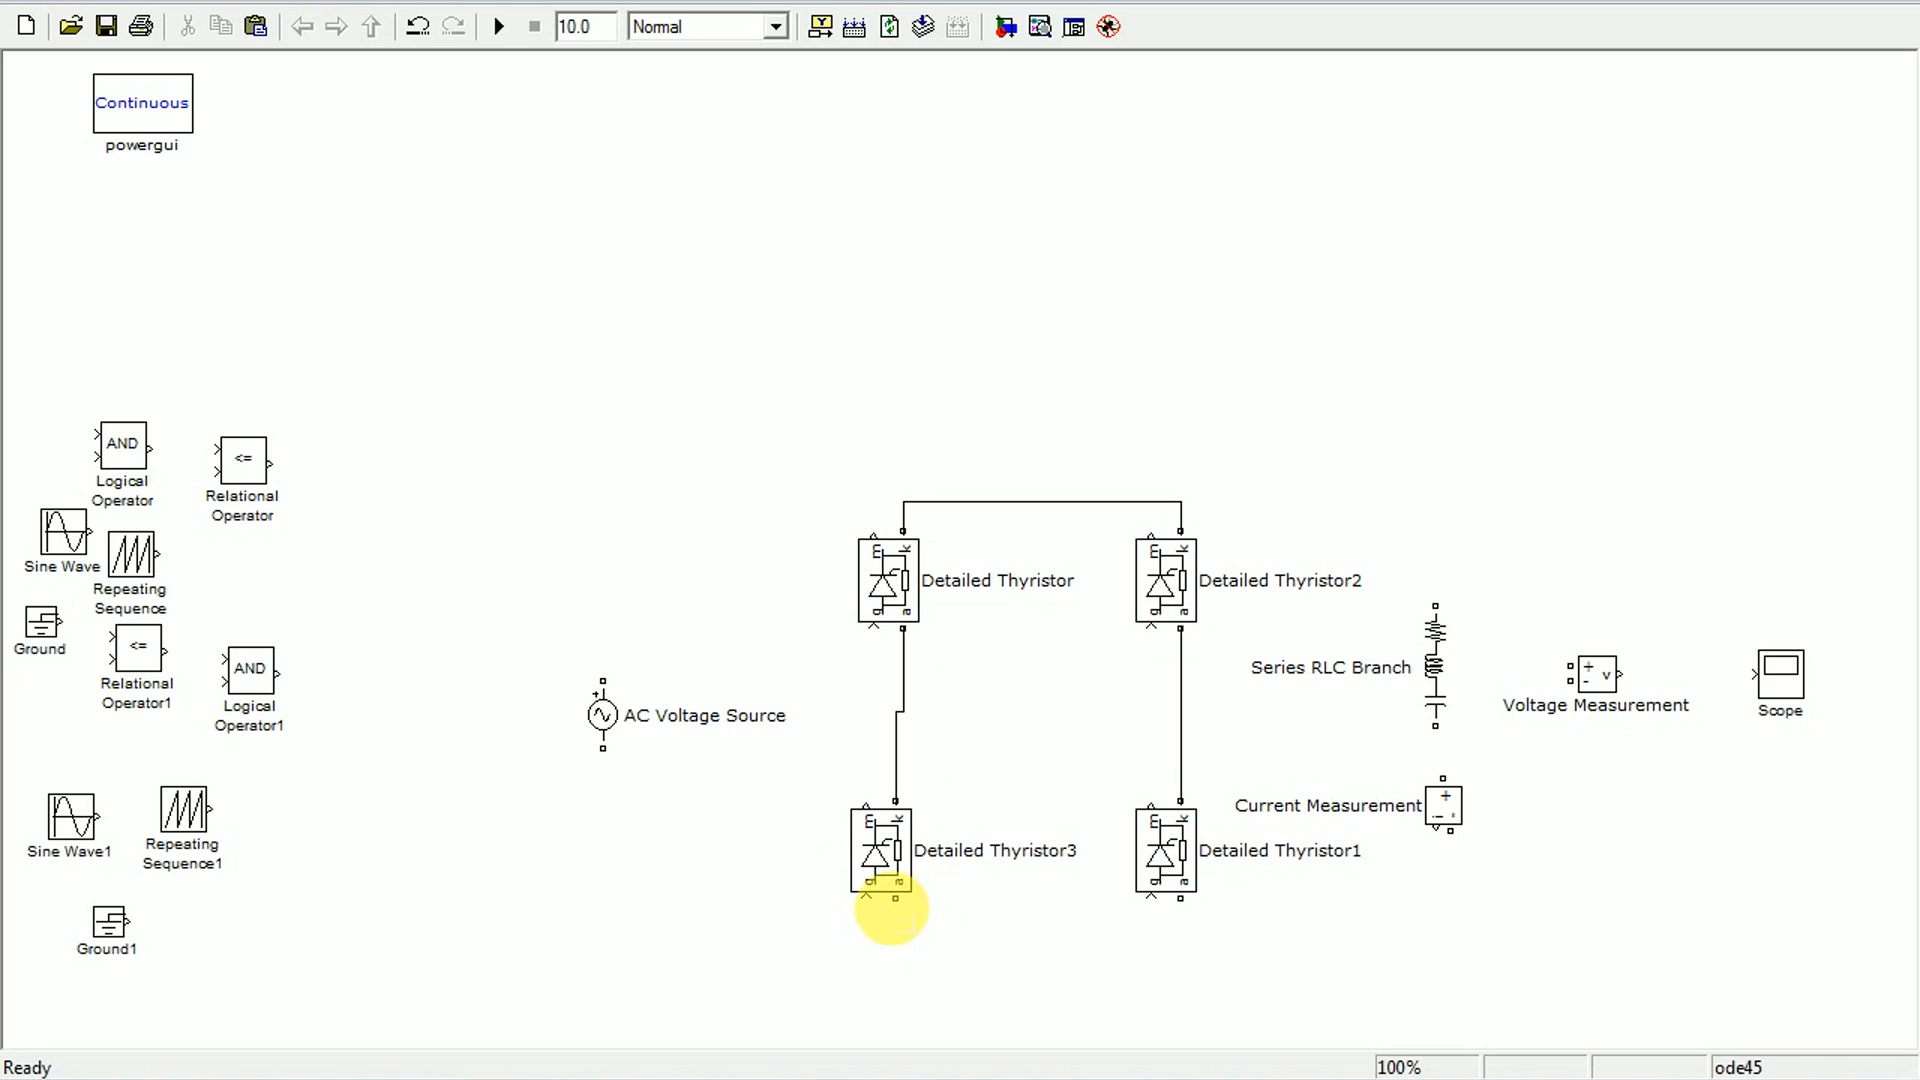 10.0
Normal
Continuous
powergui
AND
Logical
Operator
<=
Relational
Operator
Sine Wave
Repeating
Sequence
Ground
<=
Relational
Operator1
AND
Logical
Operator1
Sine Wave1
Repeating
Sequence1
Ground1
+
AC Voltage Source
m k
g a
Detailed Thyristor
m k
g a
Detailed Thyristor2
m k
g a
Detailed Thyristor3
m k
g a
Detailed Thyristor1
Series RLC Branch
Current Measurement
+
i -
+
- v
Voltage Measurement
Scope
Ready
100%
ode45